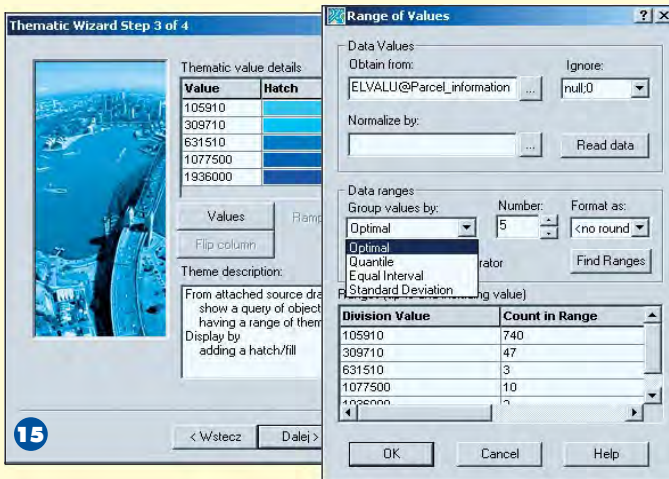 Thematic Wizard Step 3 of 4
Thematic value details
Value Hatch
105910
309710
631510
1077500
1936000
Values Ramp
Flip column
Theme description:
From attached source dra
show a query of object
having a range of them
Display by
adding a hatch/fill
< Wstecz Dalej >
15
Range of Values
Data Values
Obtain from: Ignore:
ELVALU@Parcel_information ... null;0
Normalize by:
... Read data
Data ranges
Group values by: Number: Format as:
Optimal 5 <no round
Optimal
Quantile
Equal Interval
Standard Deviation
rator Find Ranges
value)
Division Value Count in Range
105910 740
309710 47
631510 3
1077500 10
OK Cancel Help